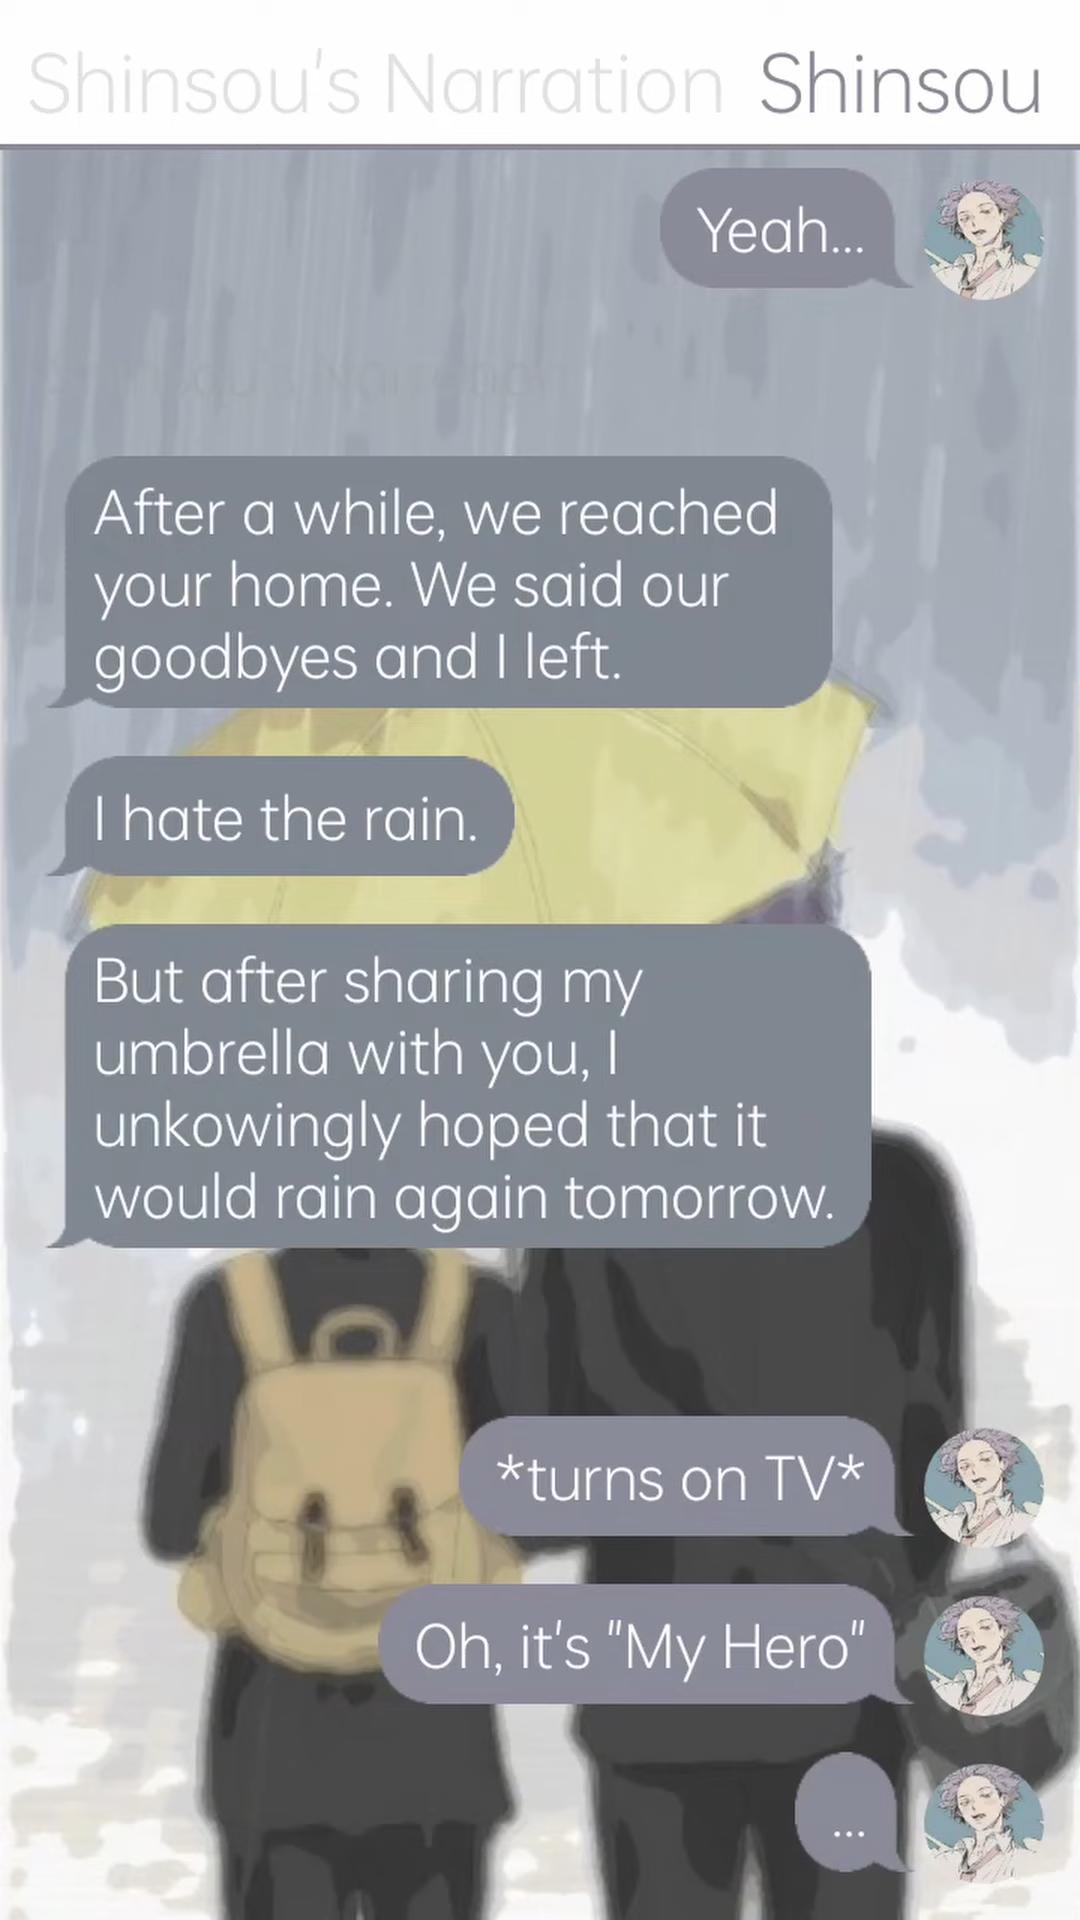 Shinsou's Narration Shinsou
Yeah...
After a while, we reached
your home. We said our
goodbyes and I left.
I hate the rain.
But after sharing my
umbrella with you, I
unkowingly hoped that it
would rain again tomorrow.
*turns on TV*
Oh, it's "My Hero"
...